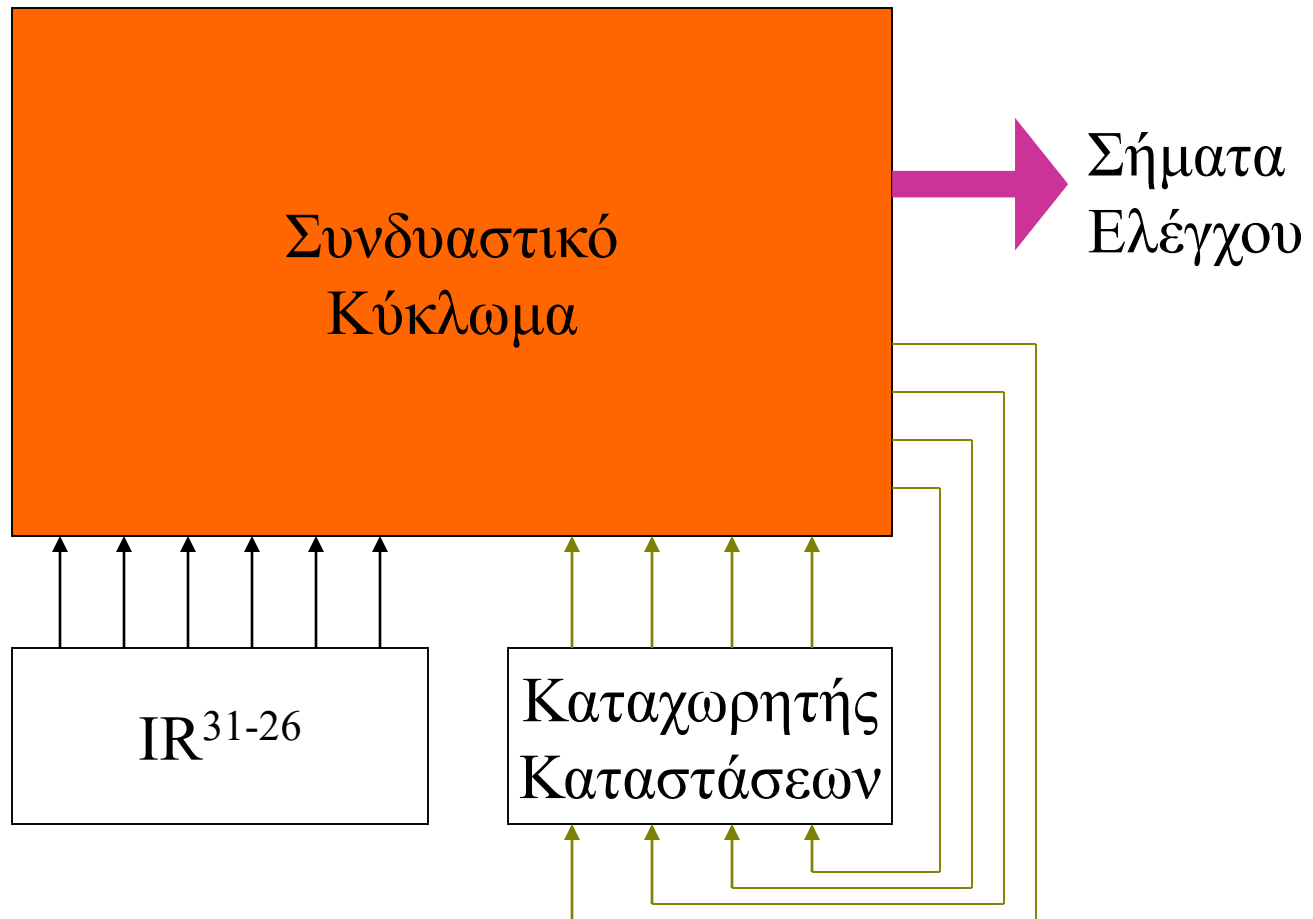 Συνδυαστικό
Κύκλωμα
Σήματα
Ελέγχου
IR³¹⁻²⁶
Καταχωρητής
Καταστάσεων